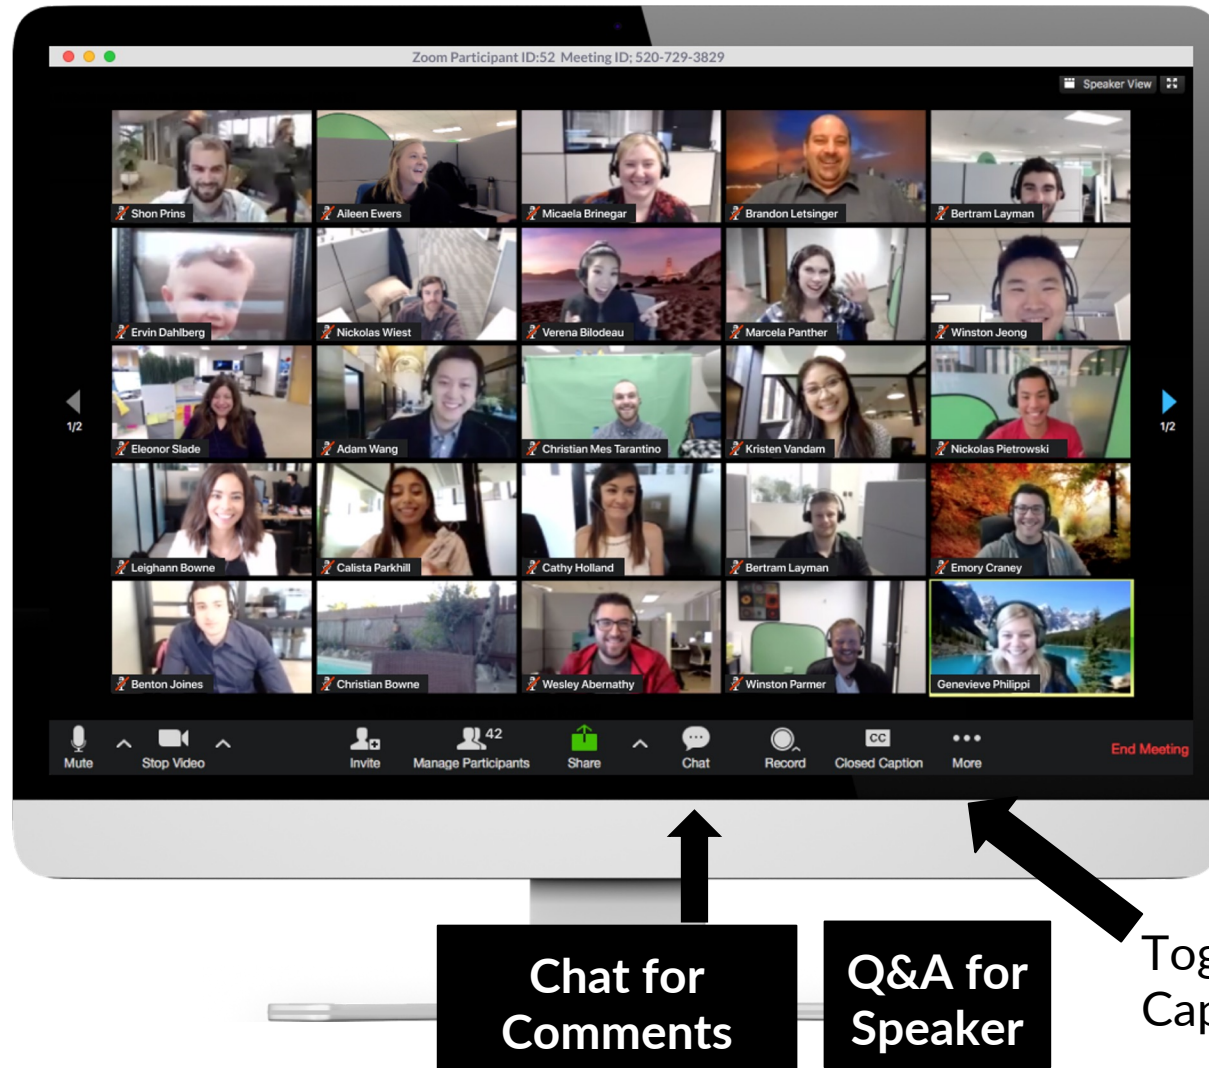 Zoom Participant ID:52 Meeting ID; 520-729-3829
Speaker View
Shon Prins
Aileen Ewers
Micaela Brinegar
Brandon Letsinger
Bertram Layman
Ervin Dahlberg
Nickolas Wiest
Verena Bilodeau
Marcela Panther
Winston Jeong
1/2
1/2
Eleonor Slade
Adam Wang
Christian Mes Tarantino
Kristen Vandam
Nickolas Pietrowski
Leighann Bowne
Calista Parkhill
Cathy Holland
Bertram Layman
Emory Craney
Benton Joines
Christian Bowne
Wesley Abernathy
Winston Parmer
Genevieve Philippi
Mute
Stop Video
Invite
42
Manage Participants
Share
Chat
Record
CC
Closed Caption
More
End Meeting
Chat for
Comments
Q&A for
Speaker
Tog
Cap